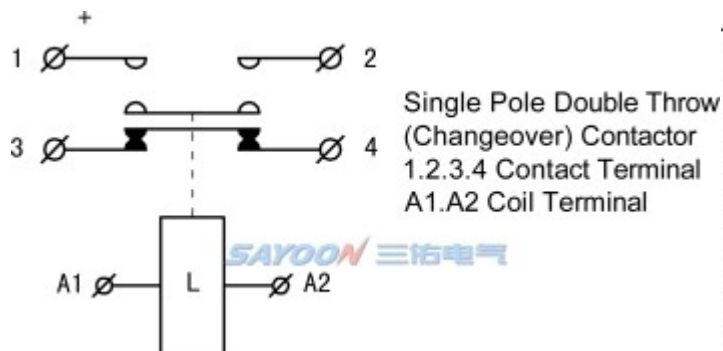 +
1
2
Single Pole Double Throw
3
4
(Changeover) Contactor
1.2.3.4 Contact Terminal
A1.A2 Coil Terminal
SAYOON 三佑电气
A1
L
A2